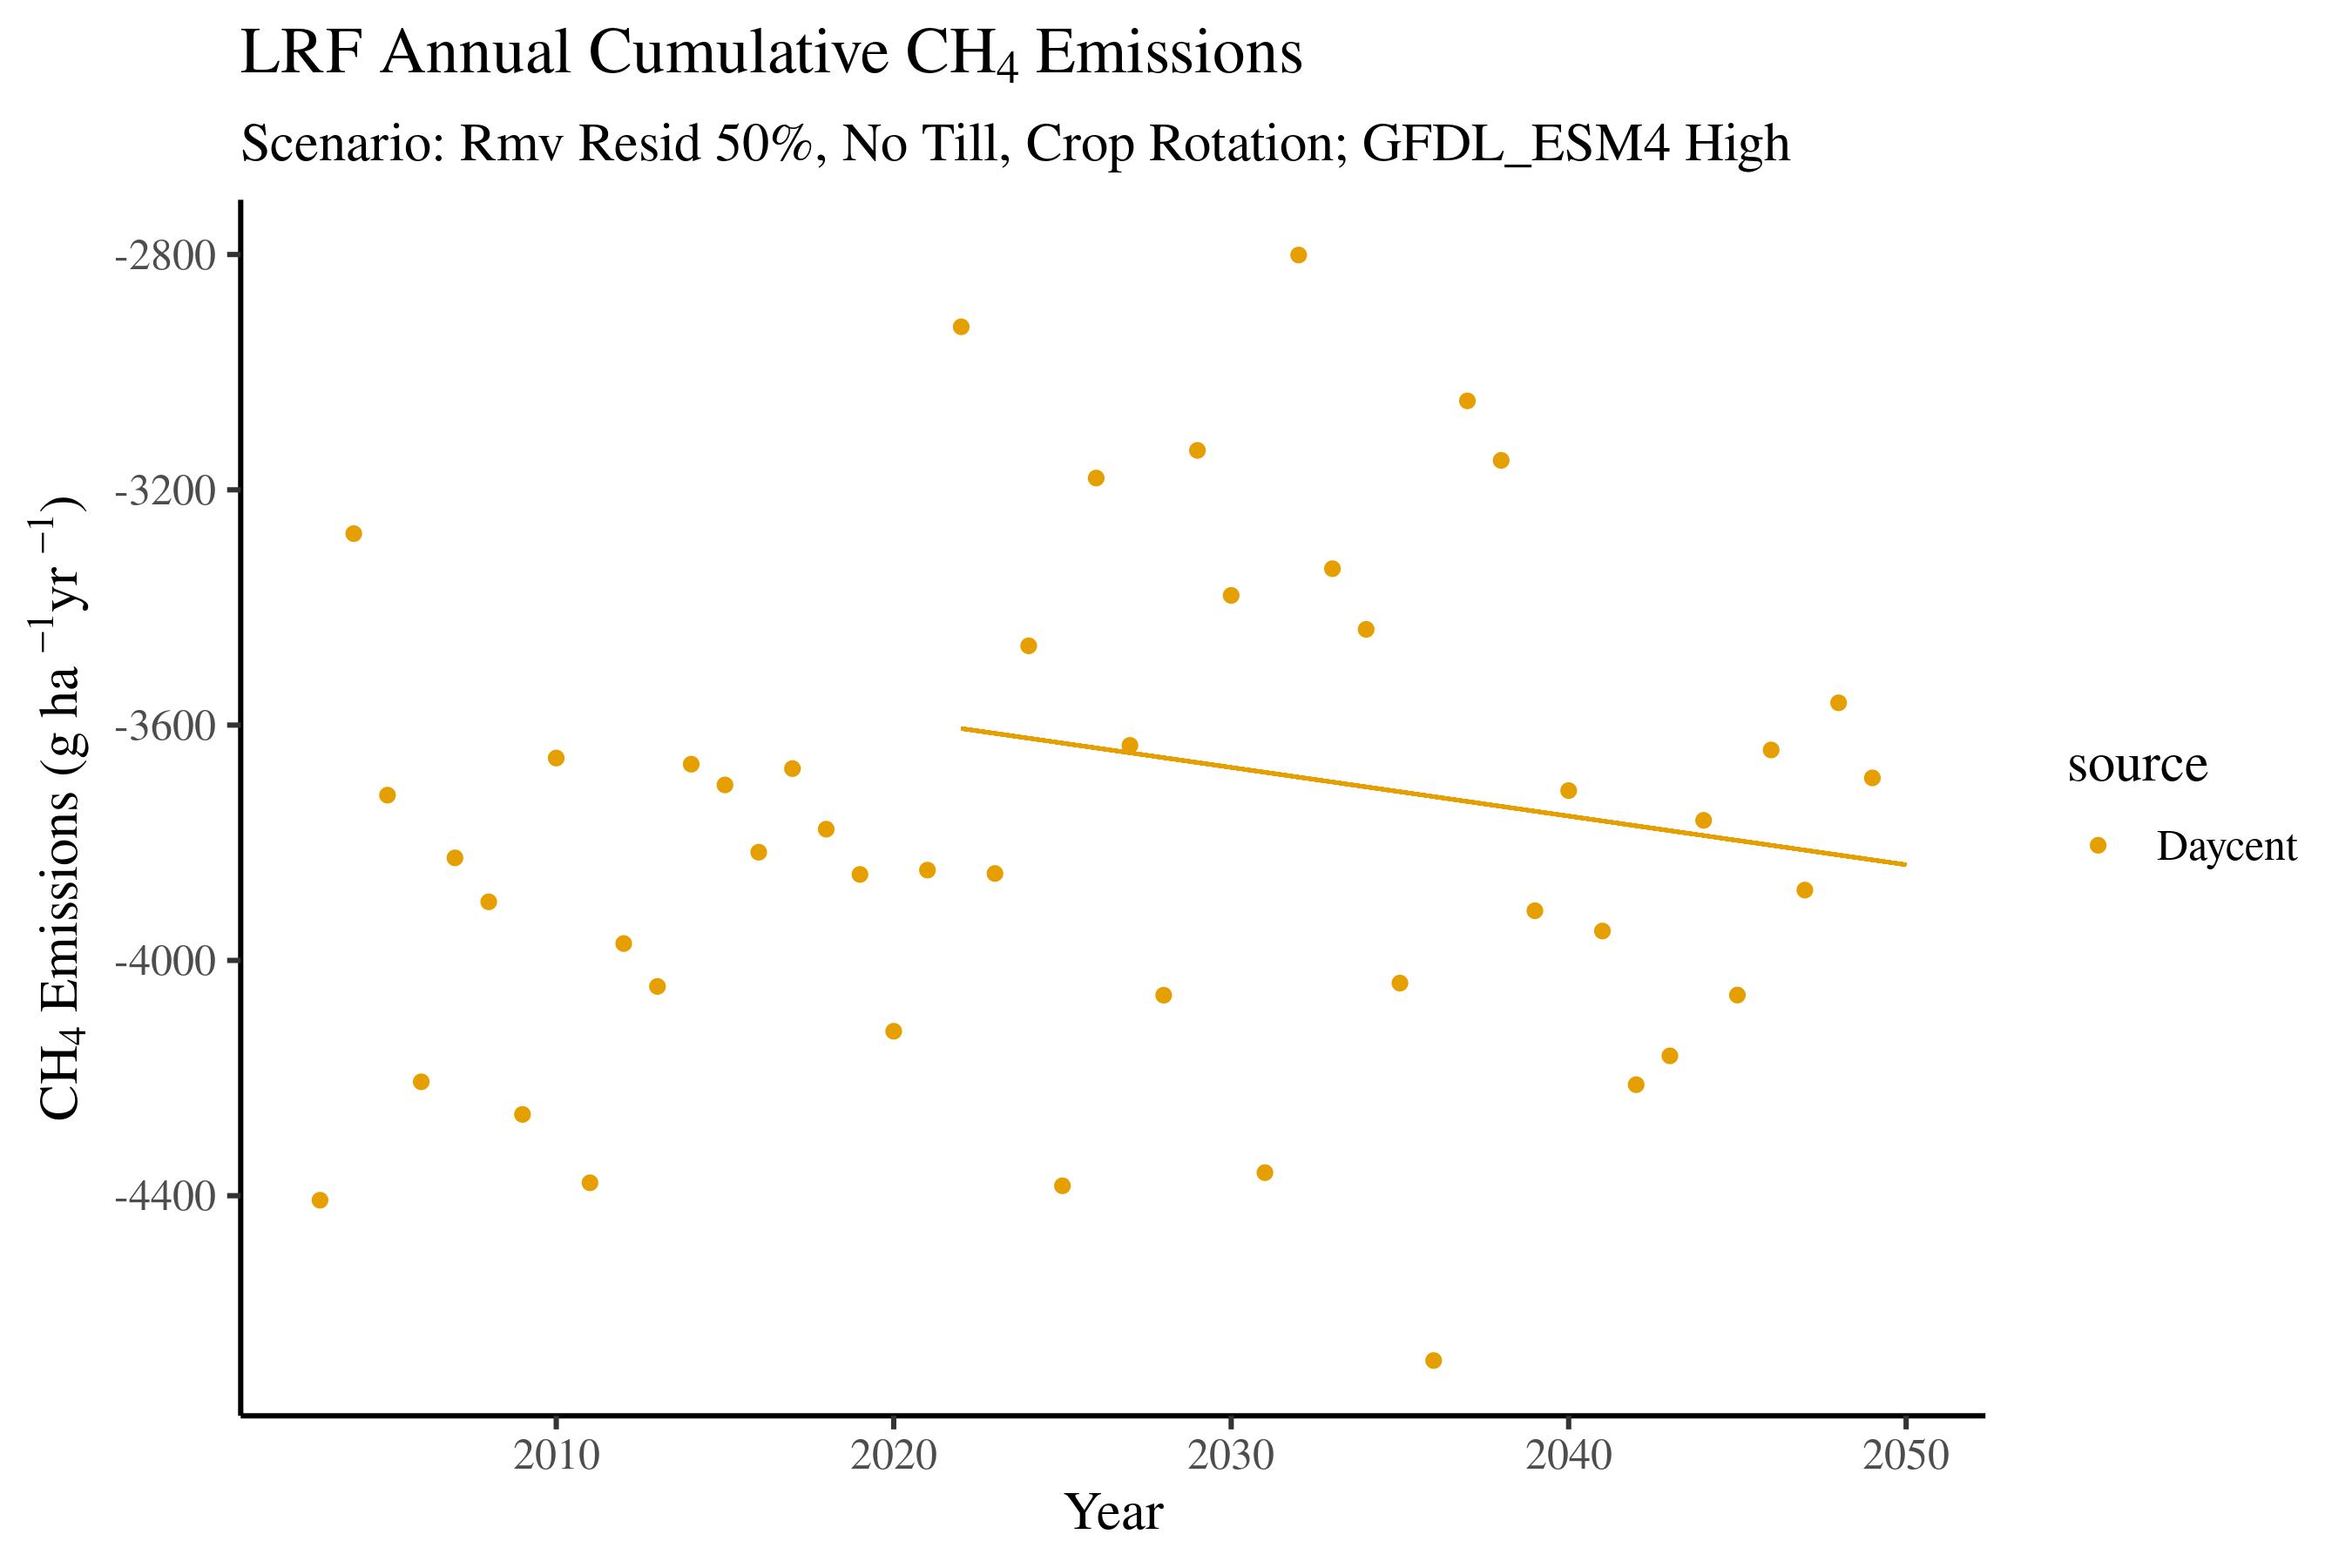 LRF Annual Cumulative CH₄ Emissions
Scenario: Rmv Resid 50%, No Till, Crop Rotation; GFDL_ESM4 High
CH₄ Emissions (g ha ⁻¹yr ⁻¹)
-2800
-3200
-3600
-4000
-4400
2010
2020
2030
2040
2050
Year
source
Daycent